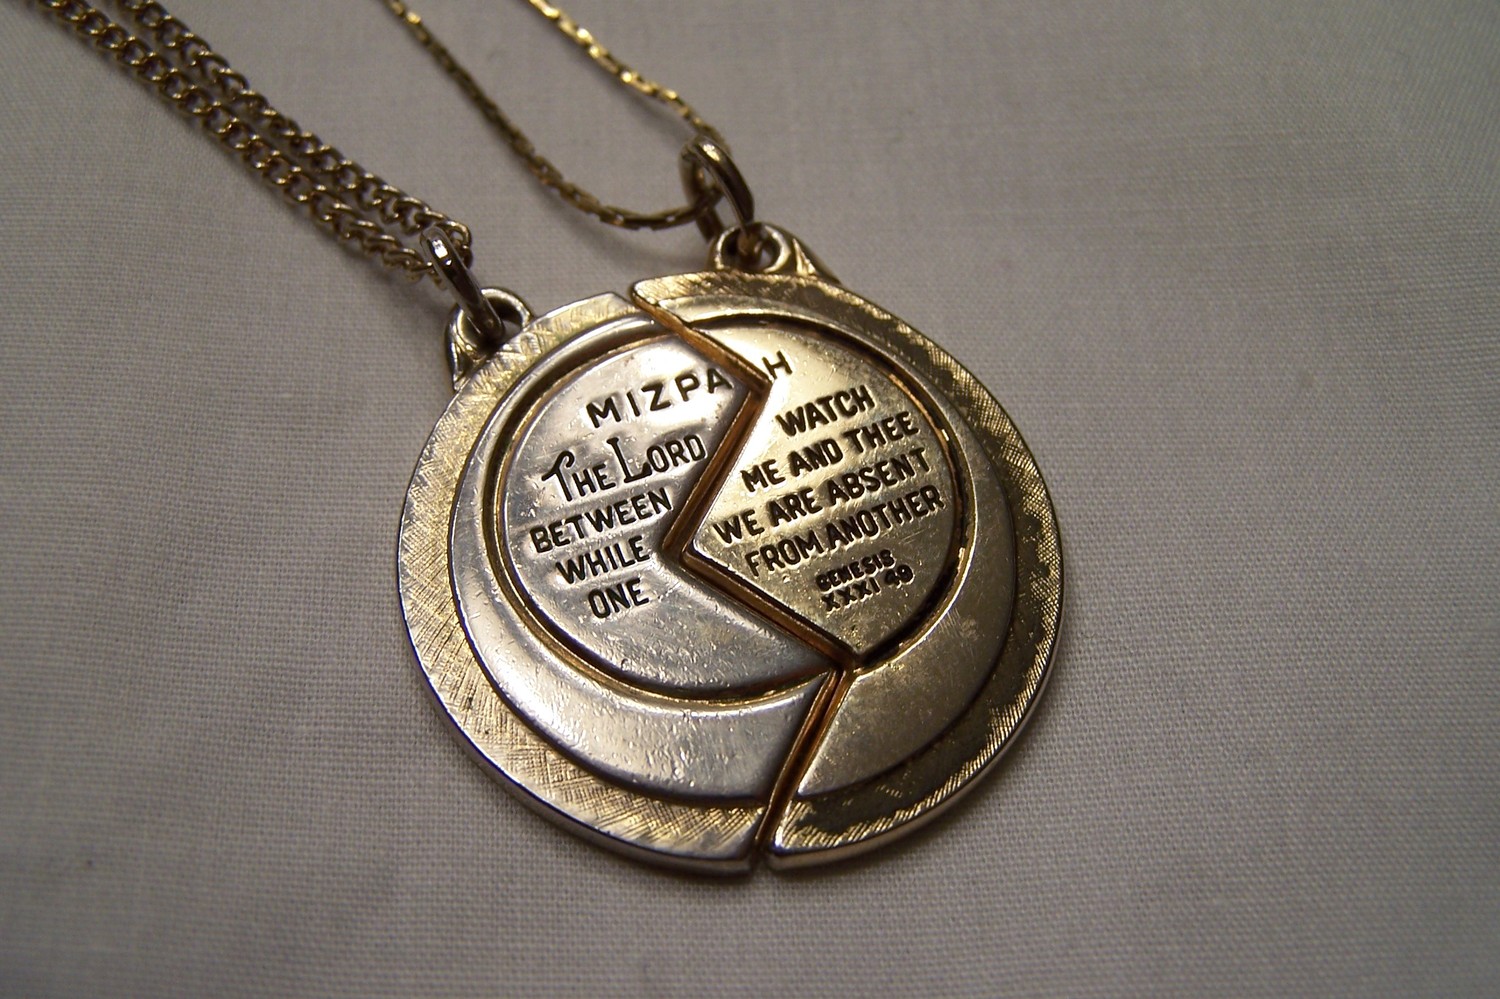 MIZPAH
THE LORD WATCH
BETWEEN ME AND THEE
WHILE WE ARE ABSENT
ONE FROM ANOTHER
GENESIS
XXXI 49